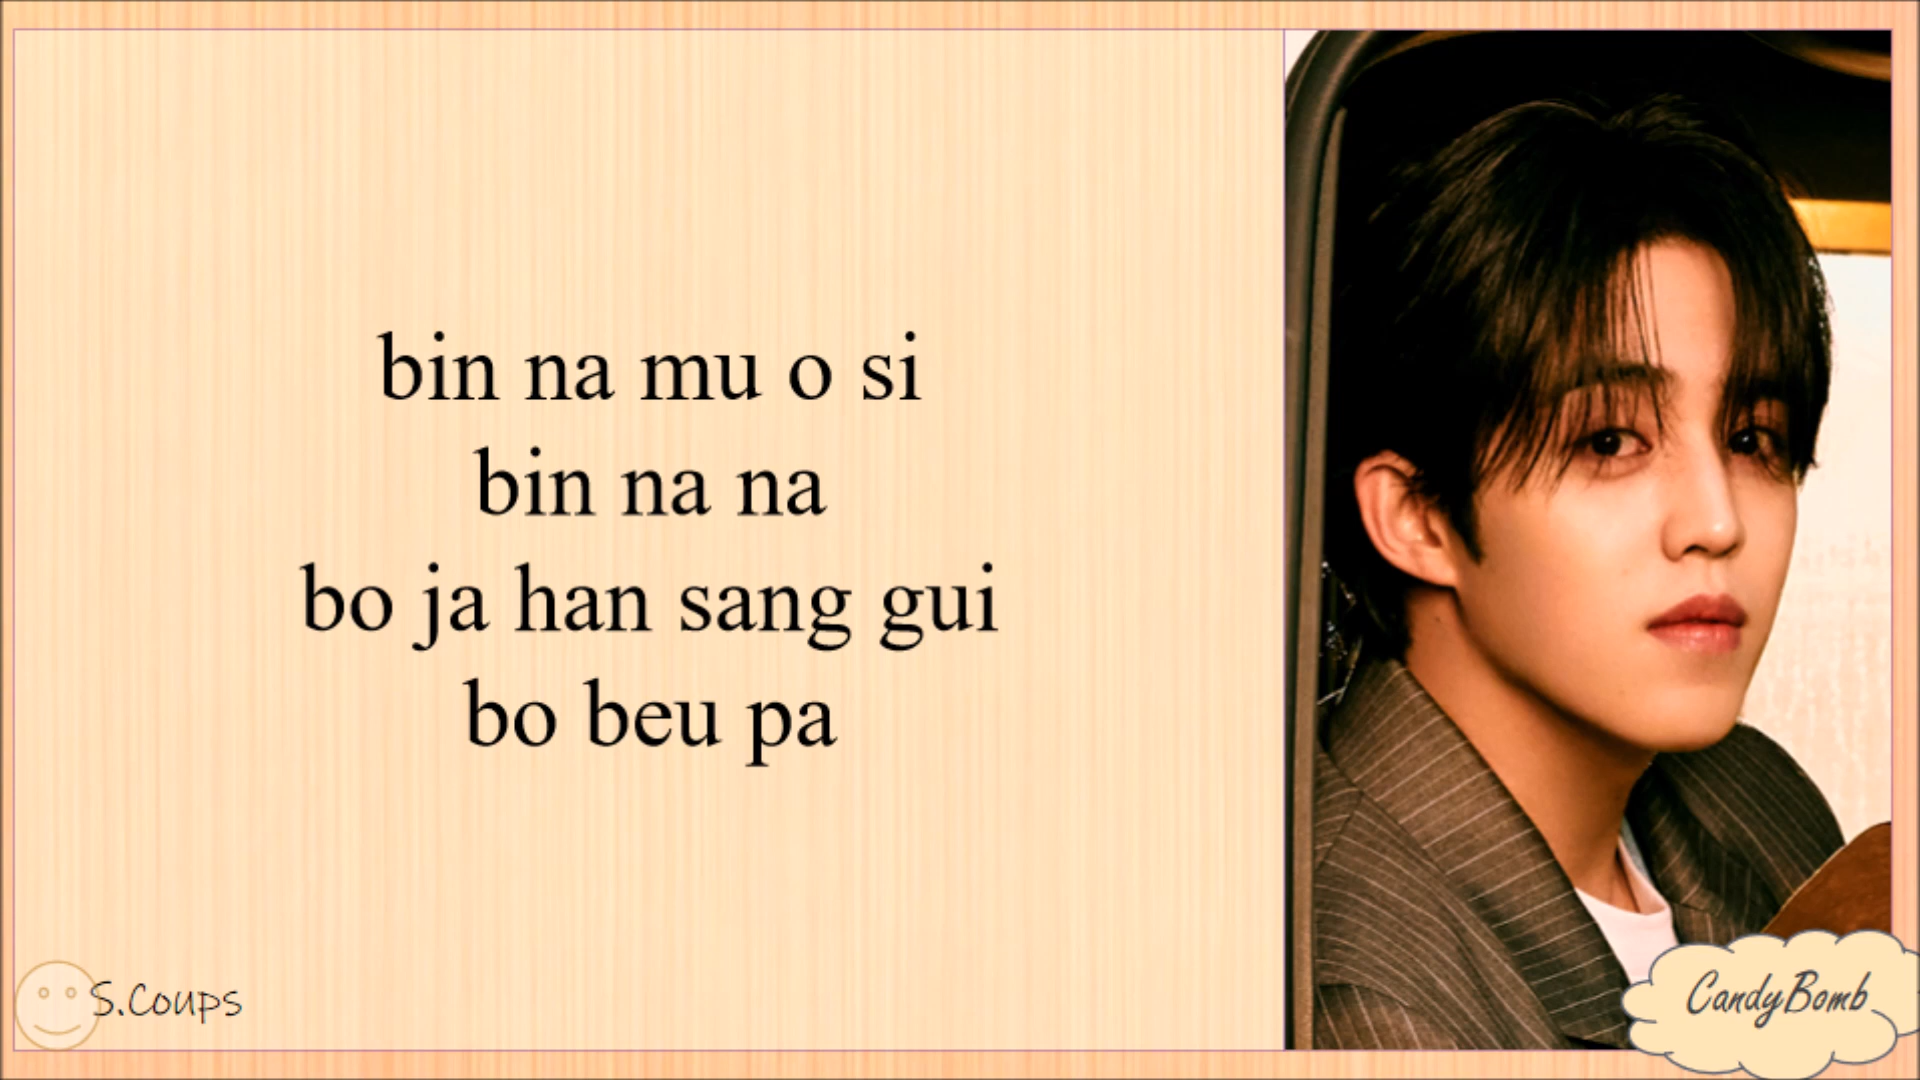 bin na mu o si
bin na na
bo ja han sang gui
bo beu pa
S.Coups
CandyBomb